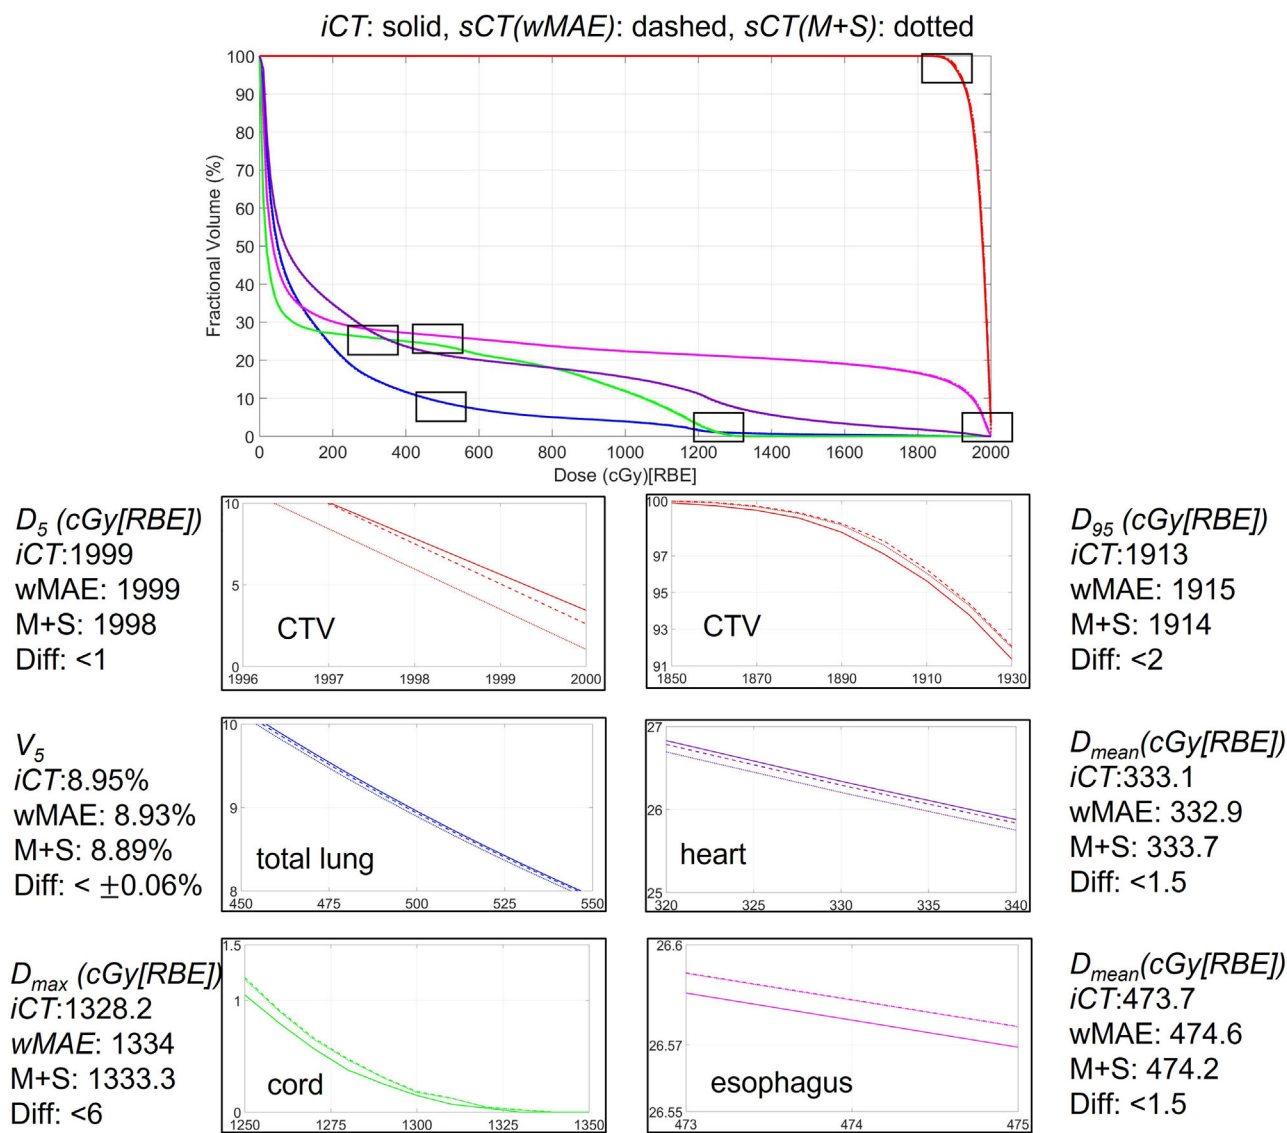 iCT: solid, sCT(wMAE): dashed, sCT(M+S): dotted
100
90
80
70
60
50
40
30
20
10
0
Fractional Volume (%)
0 200 400 600 800 1000 1200 1400 1600 1800 2000
Dose (cGy)[RBE]
D5 (cGy[RBE])
iCT:1999
wMAE: 1999
M+S: 1998
Diff: <1
10
5
0
CTV
1996 1997 1998 1999 2000
100
97
95
93
91
CTV
1850 1870 1890 1910 1930
D95 (cGy[RBE])
iCT:1913
wMAE: 1915
M+S: 1914
Diff: <2
V5
iCT:8.95%
wMAE: 8.93%
M+S: 8.89%
Diff: < ±0.06%
10
9
8
total lung
450 475 500 525 550
27
26
25
heart
320 325 330 335 340
Dmean(cGy[RBE])
iCT:333.1
wMAE: 332.9
M+S: 333.7
Diff: <1.5
Dmax (cGy[RBE])
iCT:1328.2
wMAE: 1334
M+S: 1333.3
Diff: <6
1.5
1
0
cord
1250 1275 1300 1325 1350
26.6
26.57
26.55
esophagus
473 474 475
Dmean(cGy[RBE])
iCT:473.7
wMAE: 474.6
M+S: 474.2
Diff: <1.5